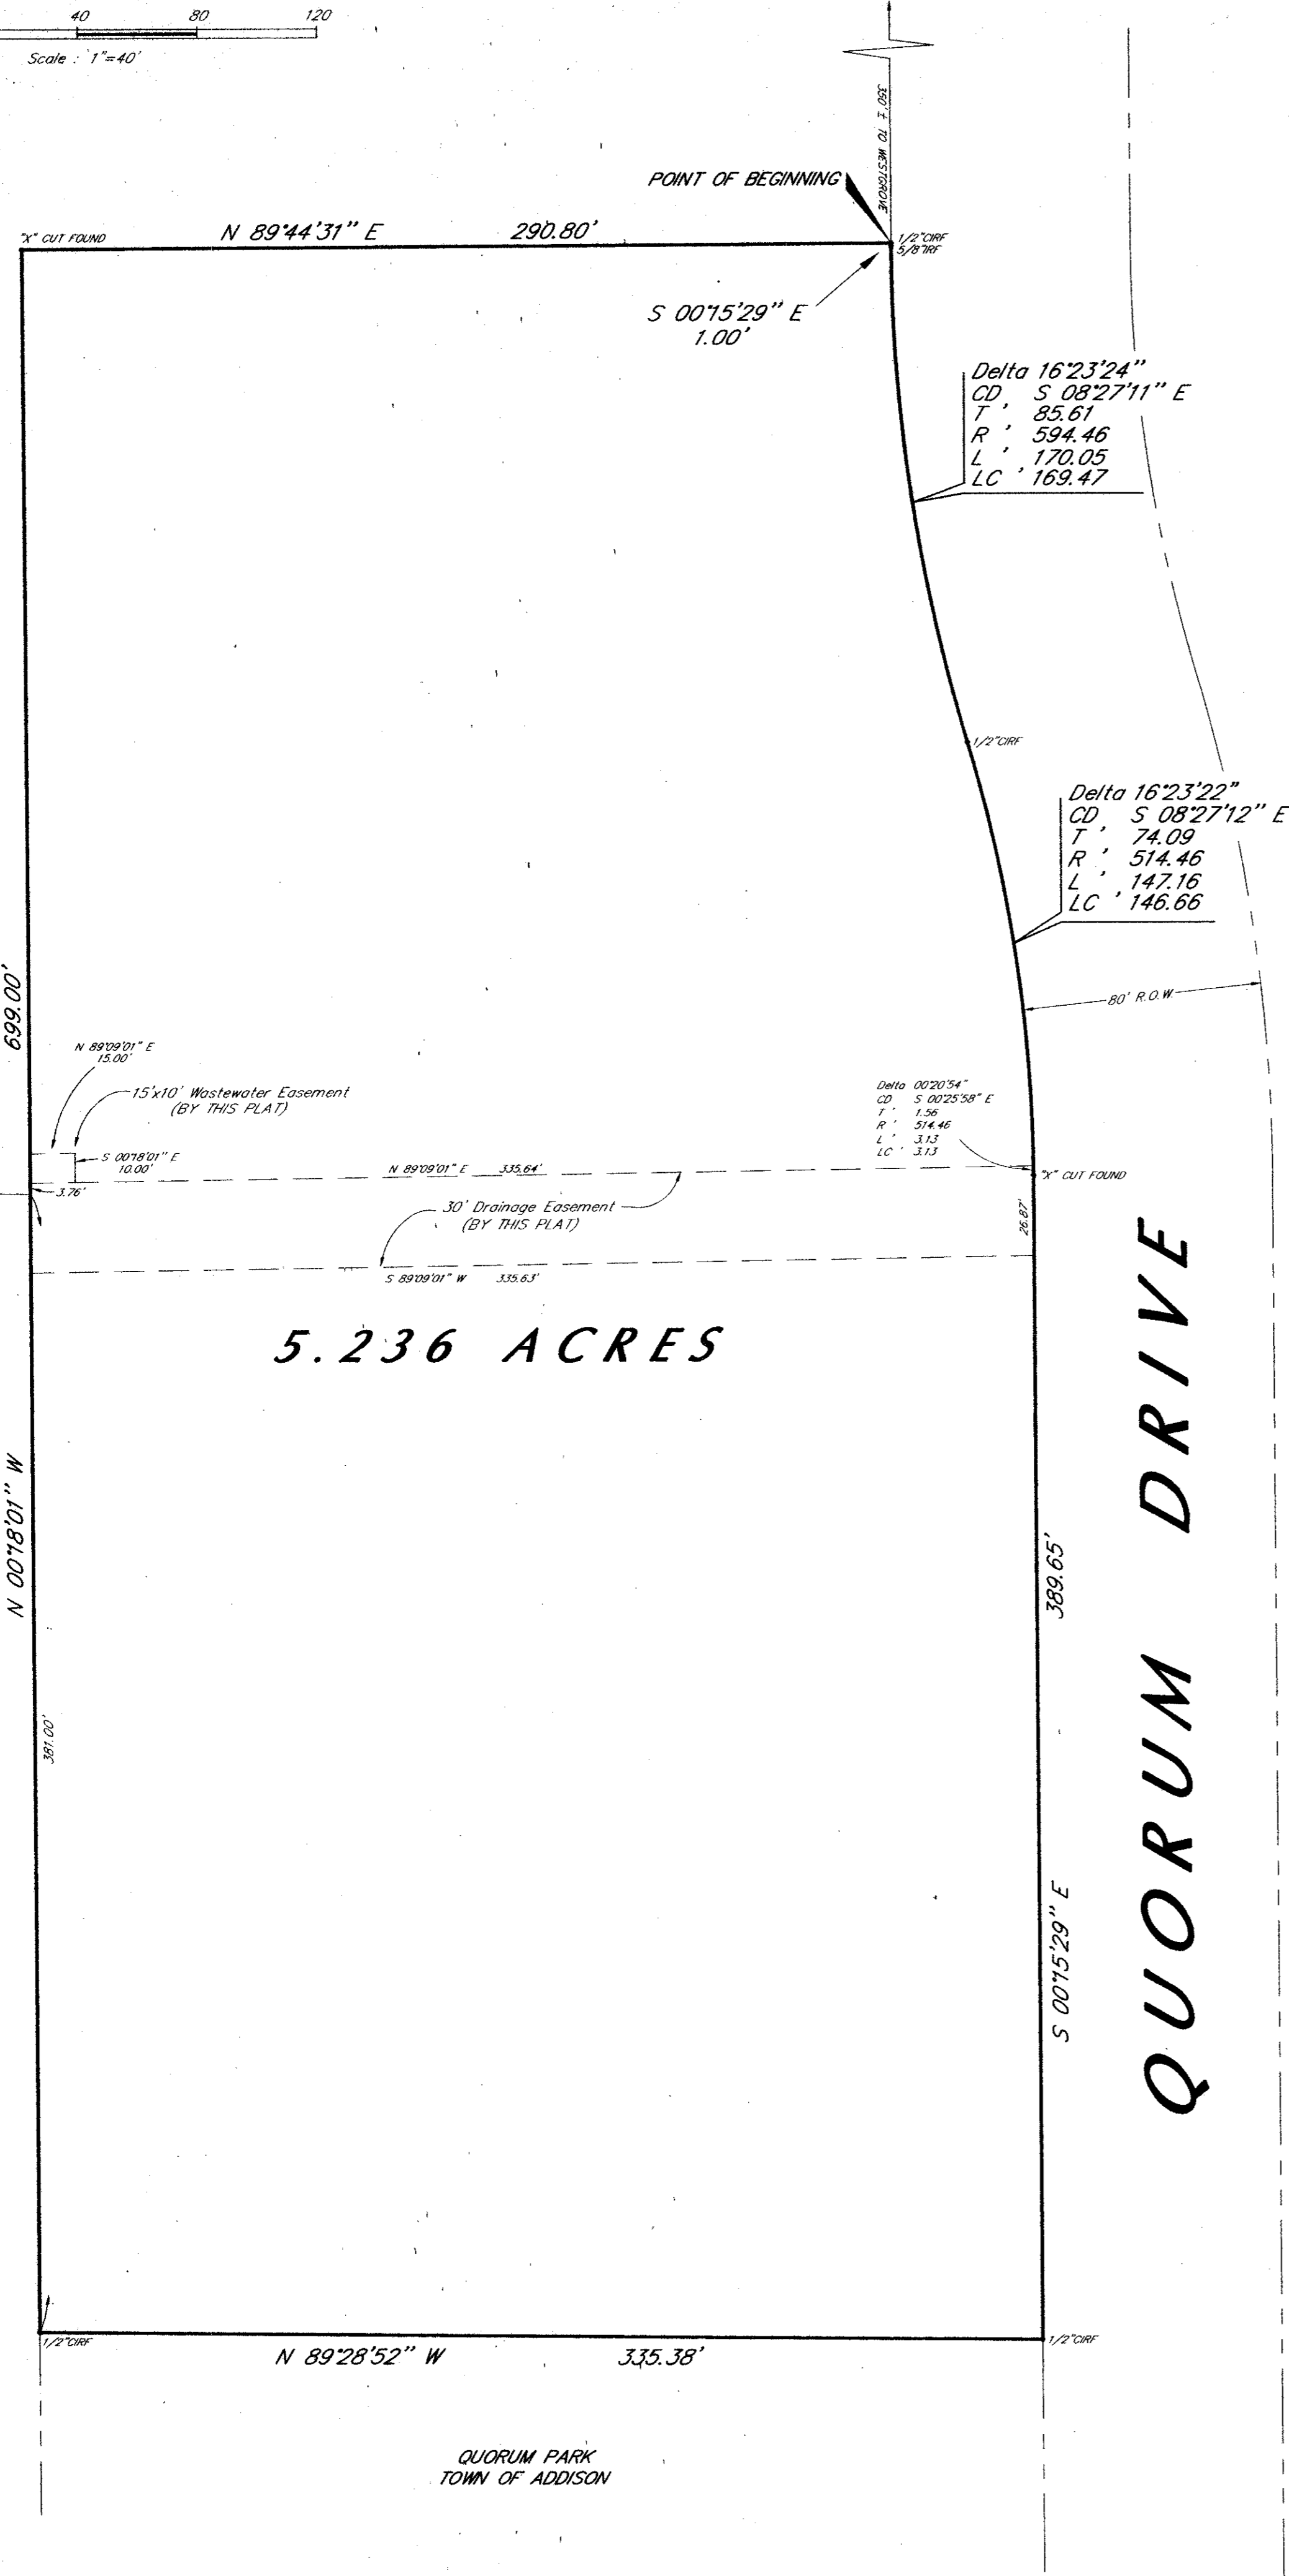 40 80 120
Scale : 1"=40'
350' ± TO WESTGROVE
POINT OF BEGINNING
"X" CUT FOUND
N 89°44'31" E 290.80'
1/2"CIRF
5/8"IRF
S 00°15'29" E
1.00'
Delta 16°23'24"
CD S 08°27'11" E
T ' 85.61
R ' 594.46
L ' 170.05
LC ' 169.47
1/2"CIRF
Delta 16°23'22"
CD S 08°27'12" E
T ' 74.09
R ' 514.46
L ' 147.16
LC ' 146.66
699.00'
80' R.O.W.
N 89°09'01" E
15.00'
15'x10' Wastewater Easement
(BY THIS PLAT)
S 00°18'01" E
10.00'
3.76'
Delta 00°20'54"
CD S 00°25'58" E
T ' 1.56
R ' 514.46
L ' 3.13
LC ' 3.13
N 89°09'01" E 335.64'
"X" CUT FOUND
30' Drainage Easement
(BY THIS PLAT)
26.87'
S 89°09'01" W 335.63'
5.236 ACRES
N 00°18'01" W
389.65'
QUORUM DRIVE
381.00'
S 00°15'29" E
1/2"CIRF
1/2"CIRF
N 89°28'52" W 335.38'
QUORUM PARK
TOWN OF ADDISON